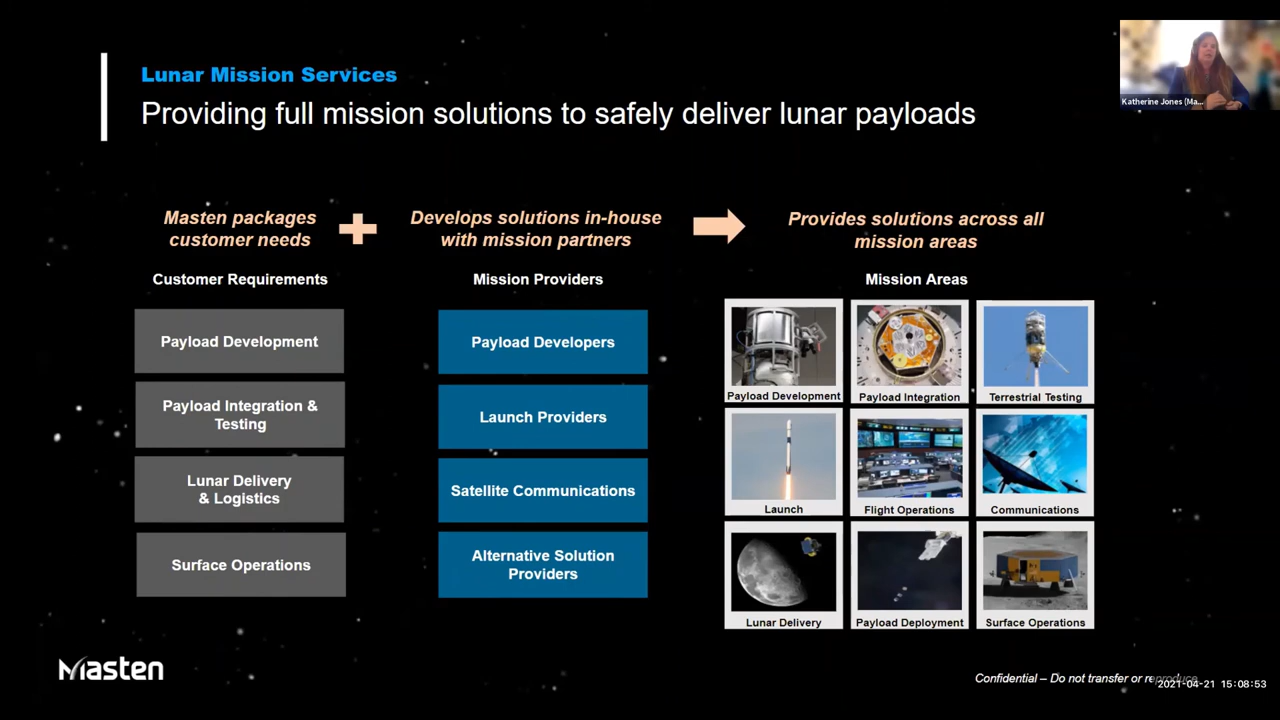 Lunar Mission Services
Providing full mission solutions to safely deliver lunar payloads
Katherine Jones (Ma...
Masten packages
customer needs
Develops solutions in-house
with mission partners
Provides solutions across all
mission areas
Customer Requirements
Payload Development
Payload Integration &
Testing
Lunar Delivery
& Logistics
Surface Operations
Mission Providers
Payload Developers
Launch Providers
Satellite Communications
Alternative Solution
Providers
Mission Areas
Payload Development
Payload Integration
Terrestrial Testing
Launch
Flight Operations
Communications
Lunar Delivery
Payload Deployment
Surface Operations
Masten
Confidential – Do not transfer or reproduce
2021-04-21 15:08:53